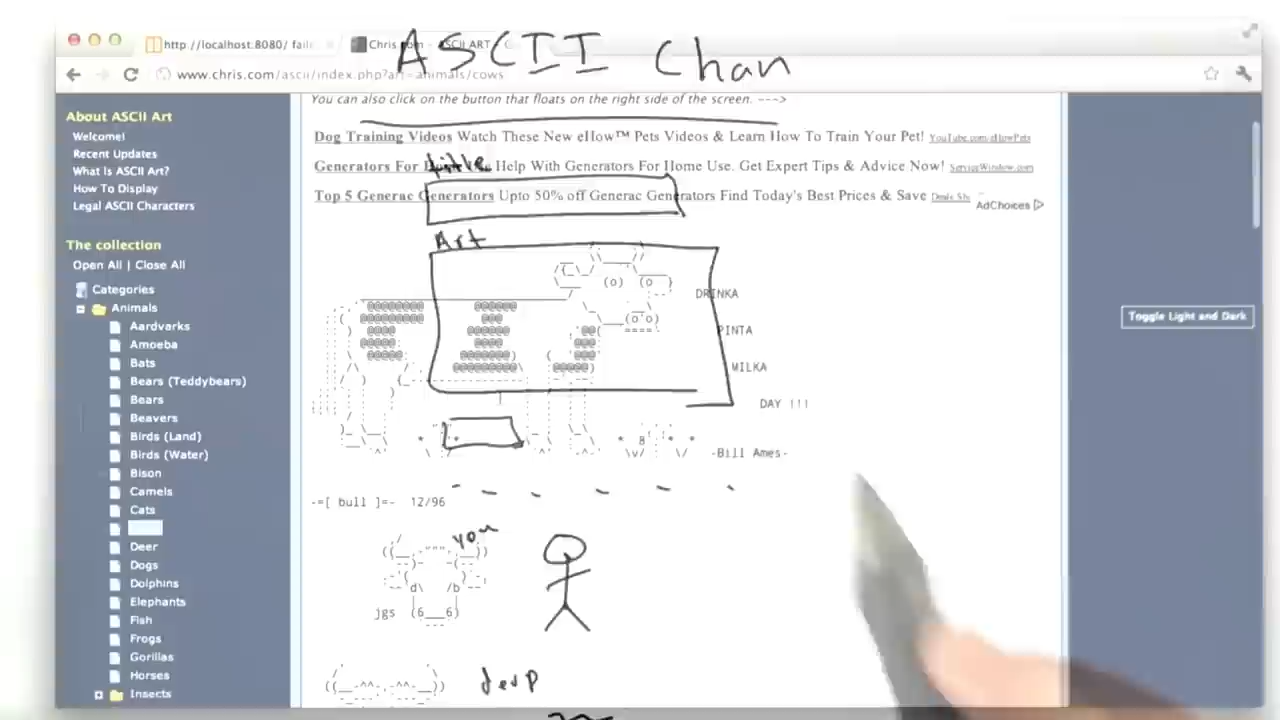 ASCII Chan
http://localhost:8080/
www.chris.com/ascii/index.php?art=animals/cows
You can also click on the button that floats on the right side of the screen. --->
About ASCII Art
Welcome!
Recent Updates
What Is ASCII Art?
How To Display
Legal ASCII Characters
The collection
Open All | Close All
Categories
Animals
Aardvarks
Amoeba
Bats
Bears (Teddybears)
Bears
Beavers
Birds (Land)
Birds (Water)
Bison
Camels
Cats
Deer
Dogs
Dolphins
Elephants
Fish
Frogs
Gorillas
Horses
Insects
Dog Training Videos Watch These New eHow™ Pets Videos & Learn How To Train Your Pet! YouTube.com/eHowPets
title
Generators For Help With Generators For Home Use. Get Expert Tips & Advice Now! ServiceWindow.com
Top 5 Generac Generators Upto 50% off Generac Generators Find Today's Best Prices & Save
AdChoices
Art
DRINKA
PINTA
MILKA
DAY !!!
-Bill Ames-
-=[ bull ]=- 12/96
you
jgs
derp
Toggle Light and Dark